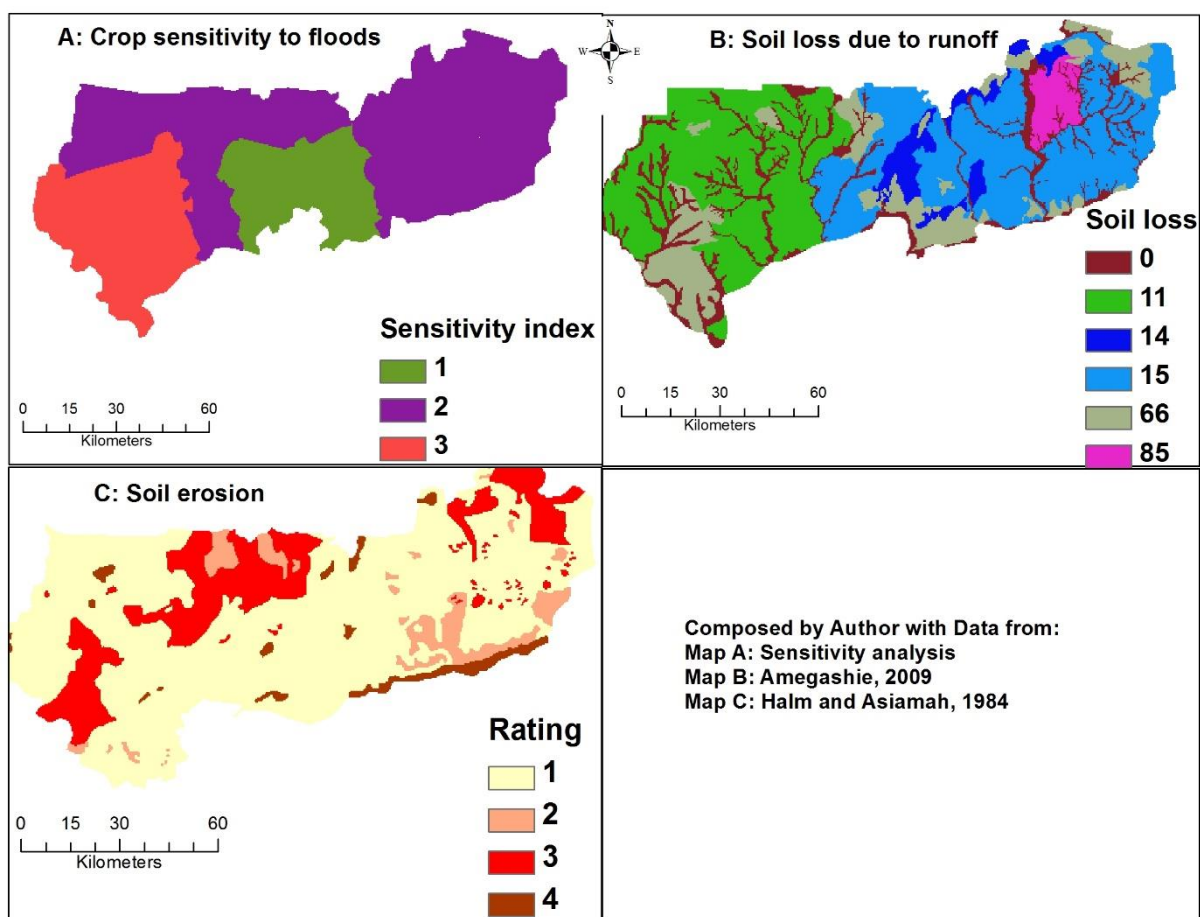 A: Crop sensitivity to floods
Sensitivity index
1
2
3
0 15 30 60
Kilometers
N
W E
S
B: Soil loss due to runoff
Soil loss
0
11
14
15
66
85
0 15 30 60
Kilometers
C: Soil erosion
Rating
1
2
3
4
0 15 30 60
Kilometers
Composed by Author with Data from:
Map A: Sensitivity analysis
Map B: Amegashie, 2009
Map C: Halm and Asiamah, 1984